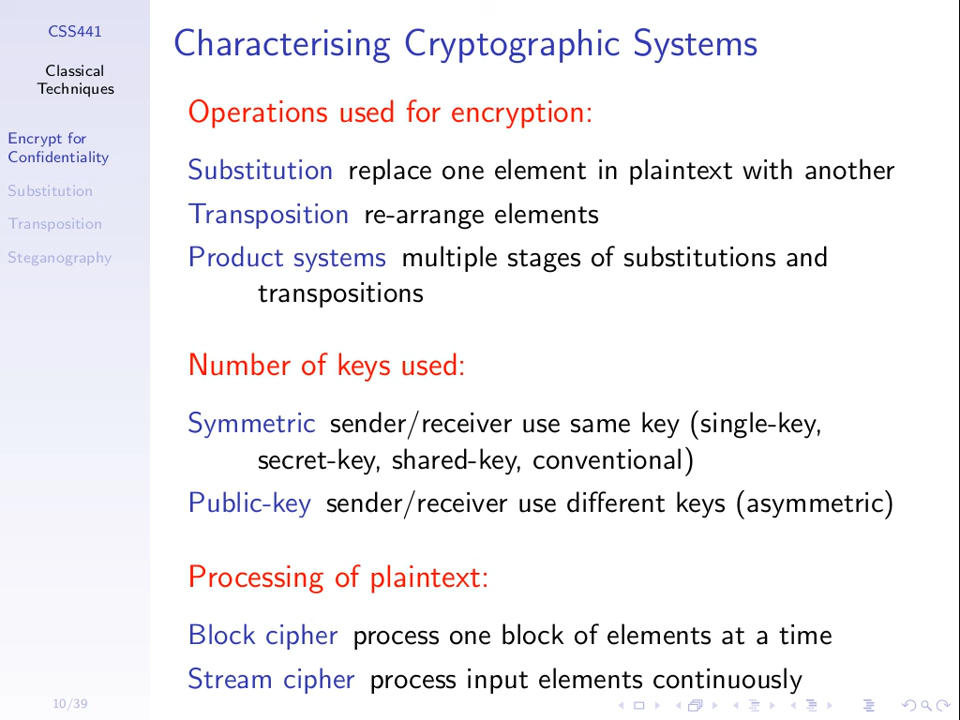 CSS441
Classical
Techniques
Encrypt for
Confidentiality
Substitution
Transposition
Steganography
10/39
Characterising Cryptographic Systems
Operations used for encryption:
Substitution replace one element in plaintext with another
Transposition re-arrange elements
Product systems multiple stages of substitutions and
transpositions
Number of keys used:
Symmetric sender/receiver use same key (single-key,
secret-key, shared-key, conventional)
Public-key sender/receiver use different keys (asymmetric)
Processing of plaintext:
Block cipher process one block of elements at a time
Stream cipher process input elements continuously